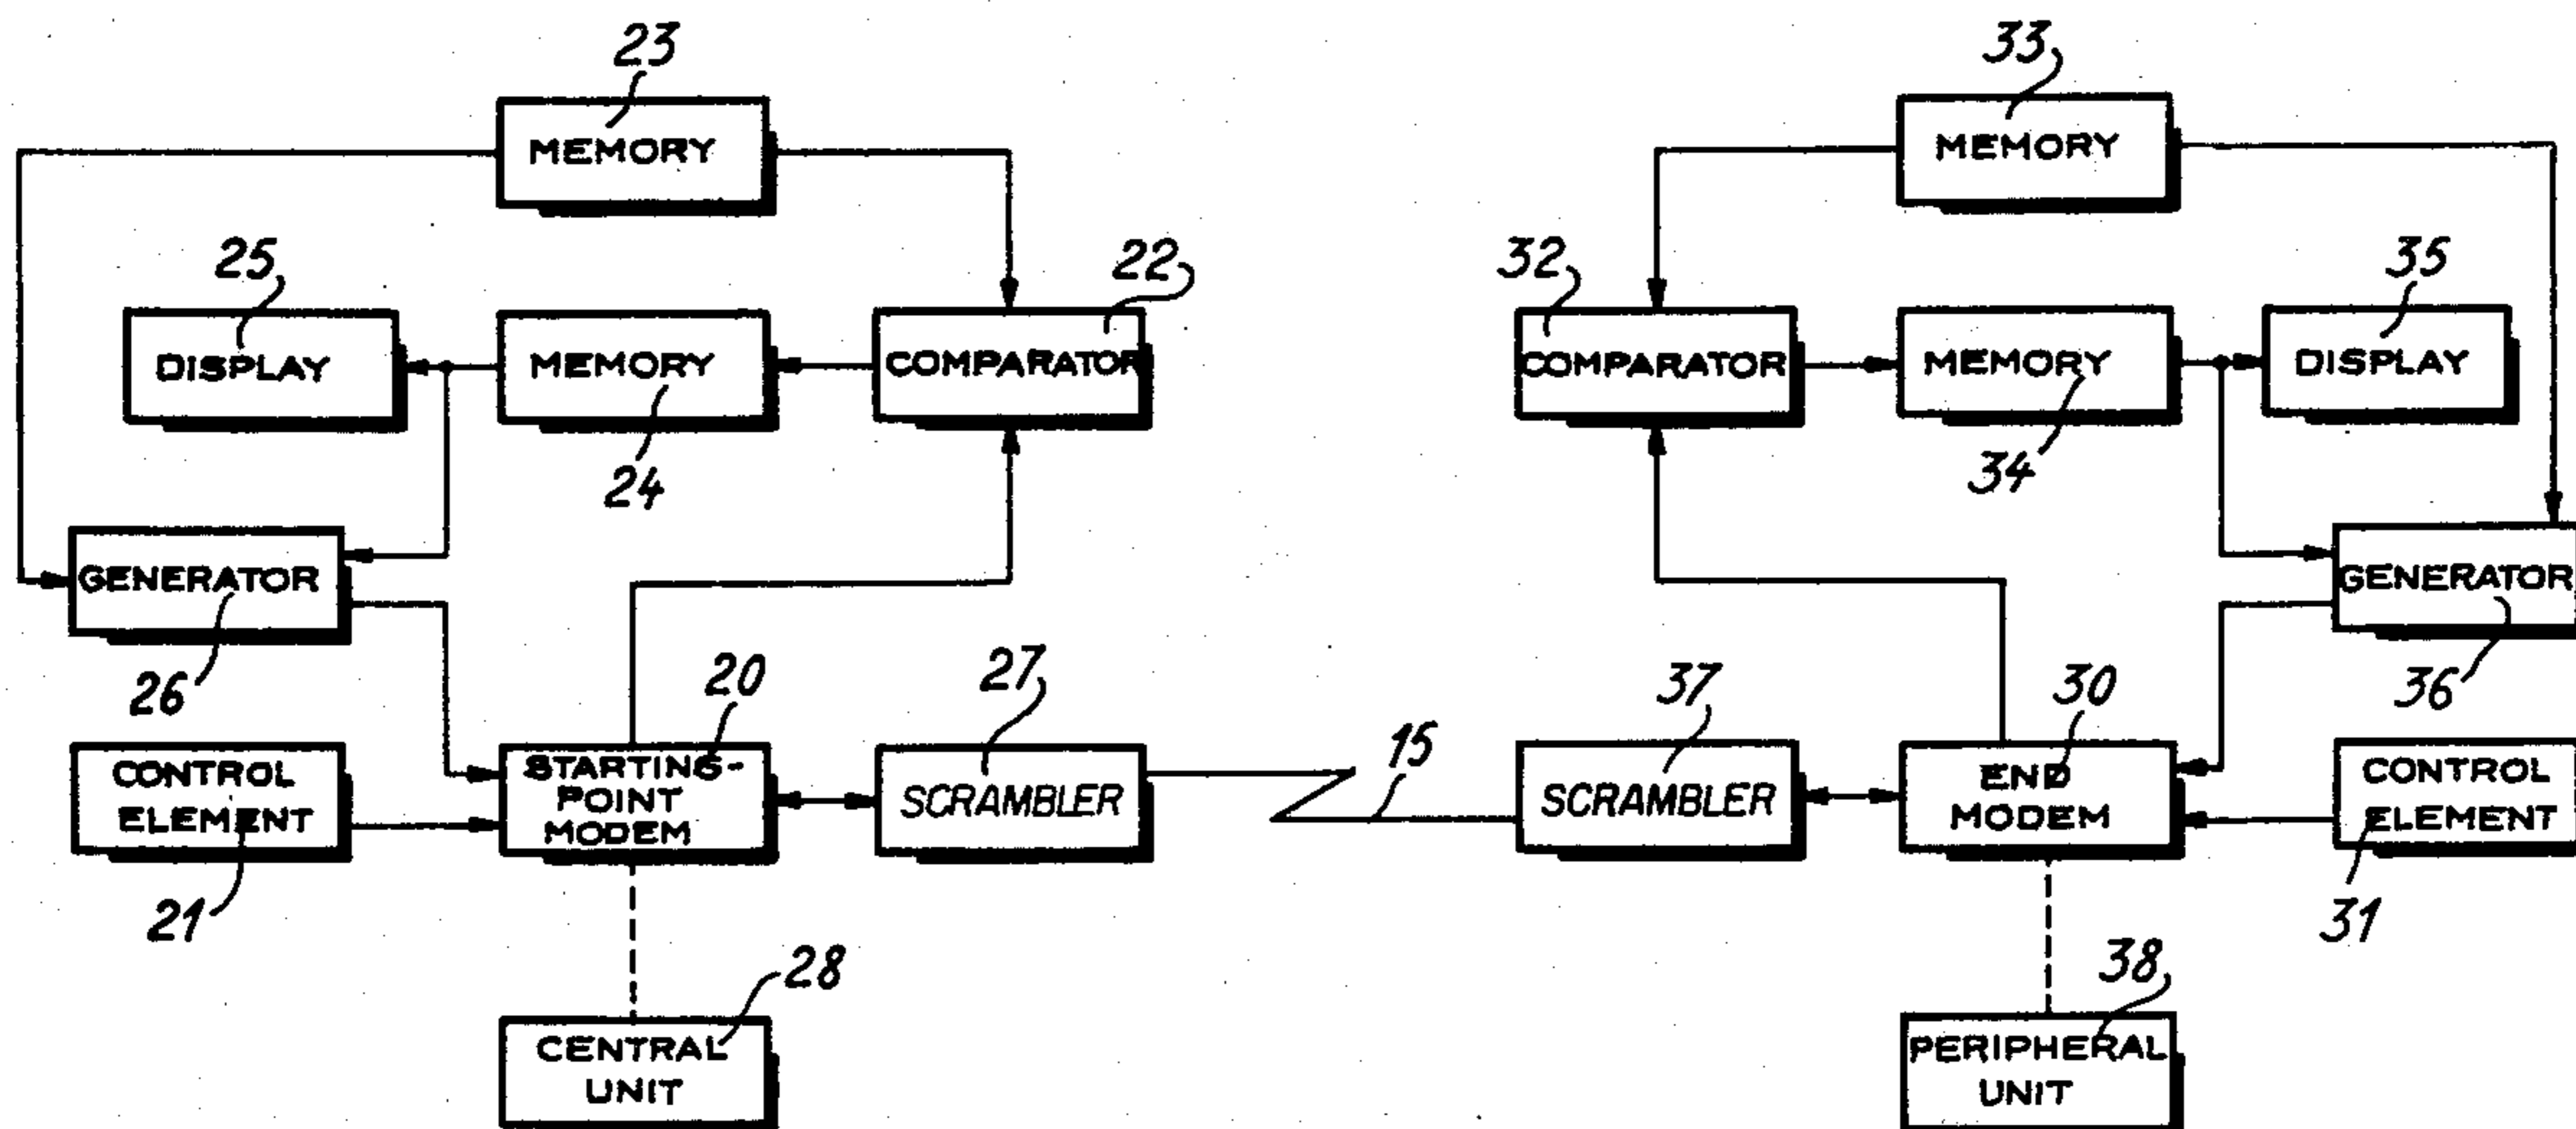 23
33
MEMORY
MEMORY
25
22
32
35
DISPLAY
MEMORY
COMPARATOR
COMPARATOR
MEMORY
DISPLAY
24
34
GENERATOR
GENERATOR
26
20
27
37
15
30
36
CONTROL
ELEMENT
STARTING-
POINT
MODEM
SCRAMBLER
SCRAMBLER
END
MODEM
CONTROL
ELEMENT
21
31
28
38
CENTRAL
UNIT
PERIPHERAL
UNIT